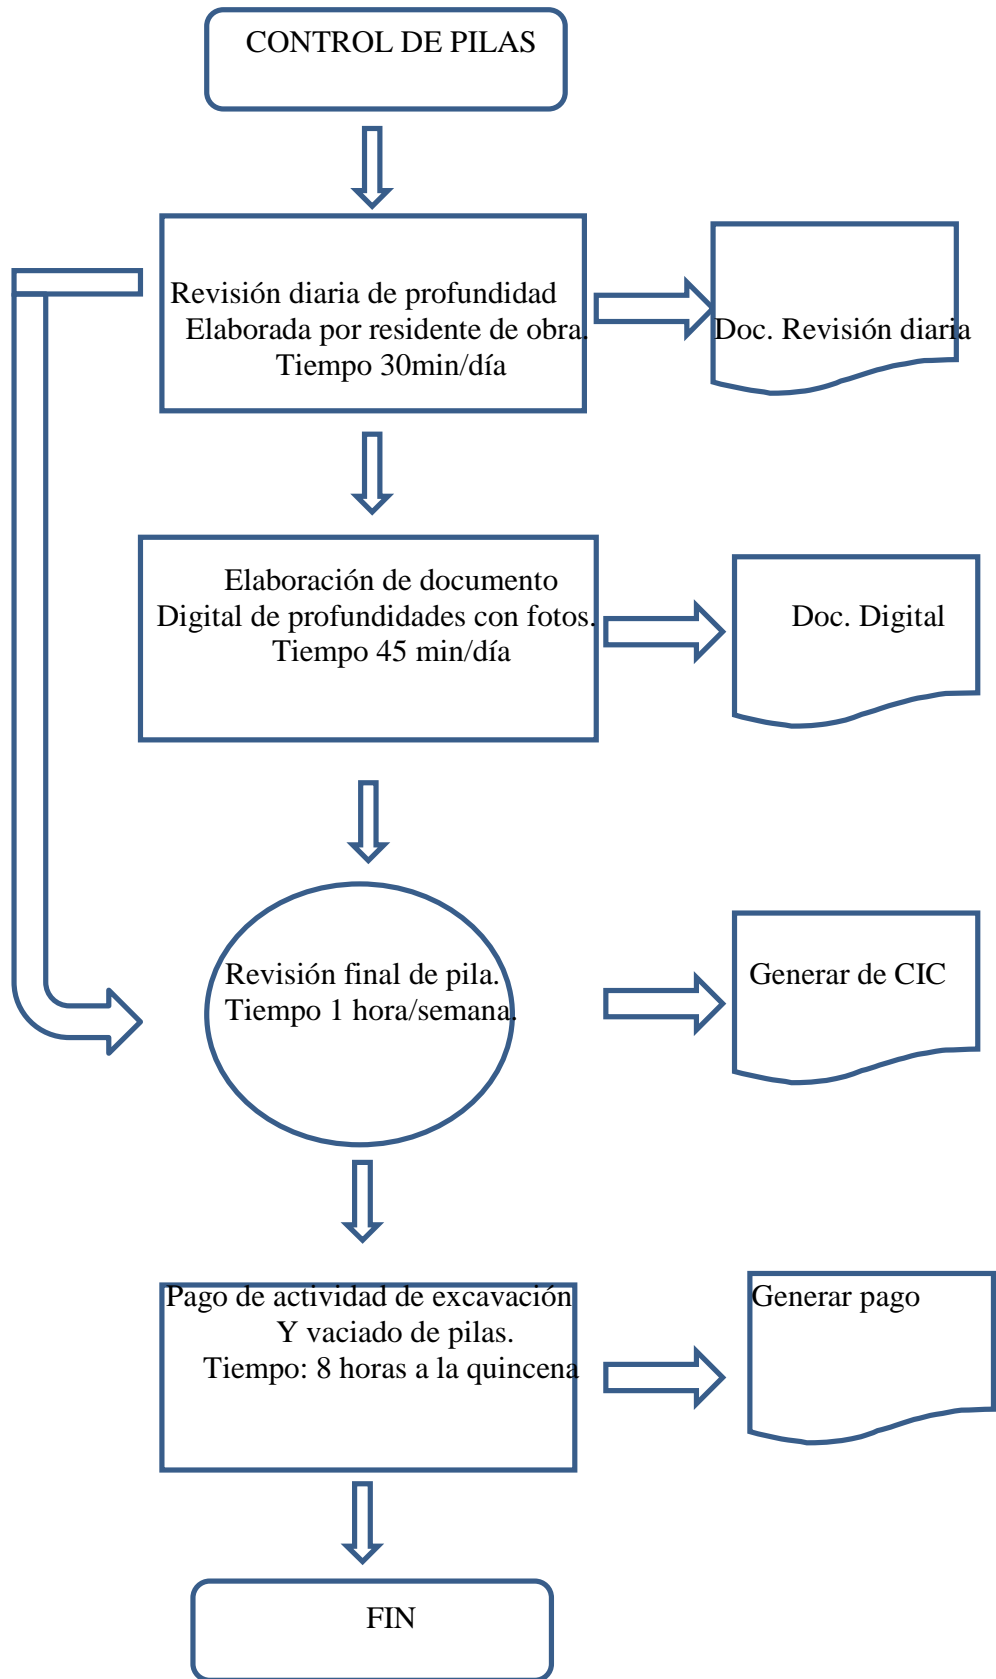 CONTROL DE PILAS
Revisión diaria de profundidad
Elaborada por residente de obra.
Tiempo 30min/día
Doc. Revisión diaria
Elaboración de documento
Digital de profundidades con fotos.
Tiempo 45 min/día
Doc. Digital
Revisión final de pila.
Tiempo 1 hora/semana.
Generar de CIC
Pago de actividad de excavación
Y vaciado de pilas.
Tiempo: 8 horas a la quincena
Generar pago
FIN